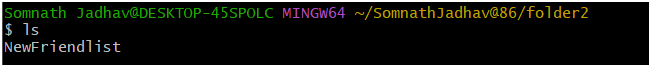 Somnath Jadhav@DESKTOP-45SPOLC MINGW64 ~/SomnathJadhav@86/folder2
$ ls
NewFriendlist